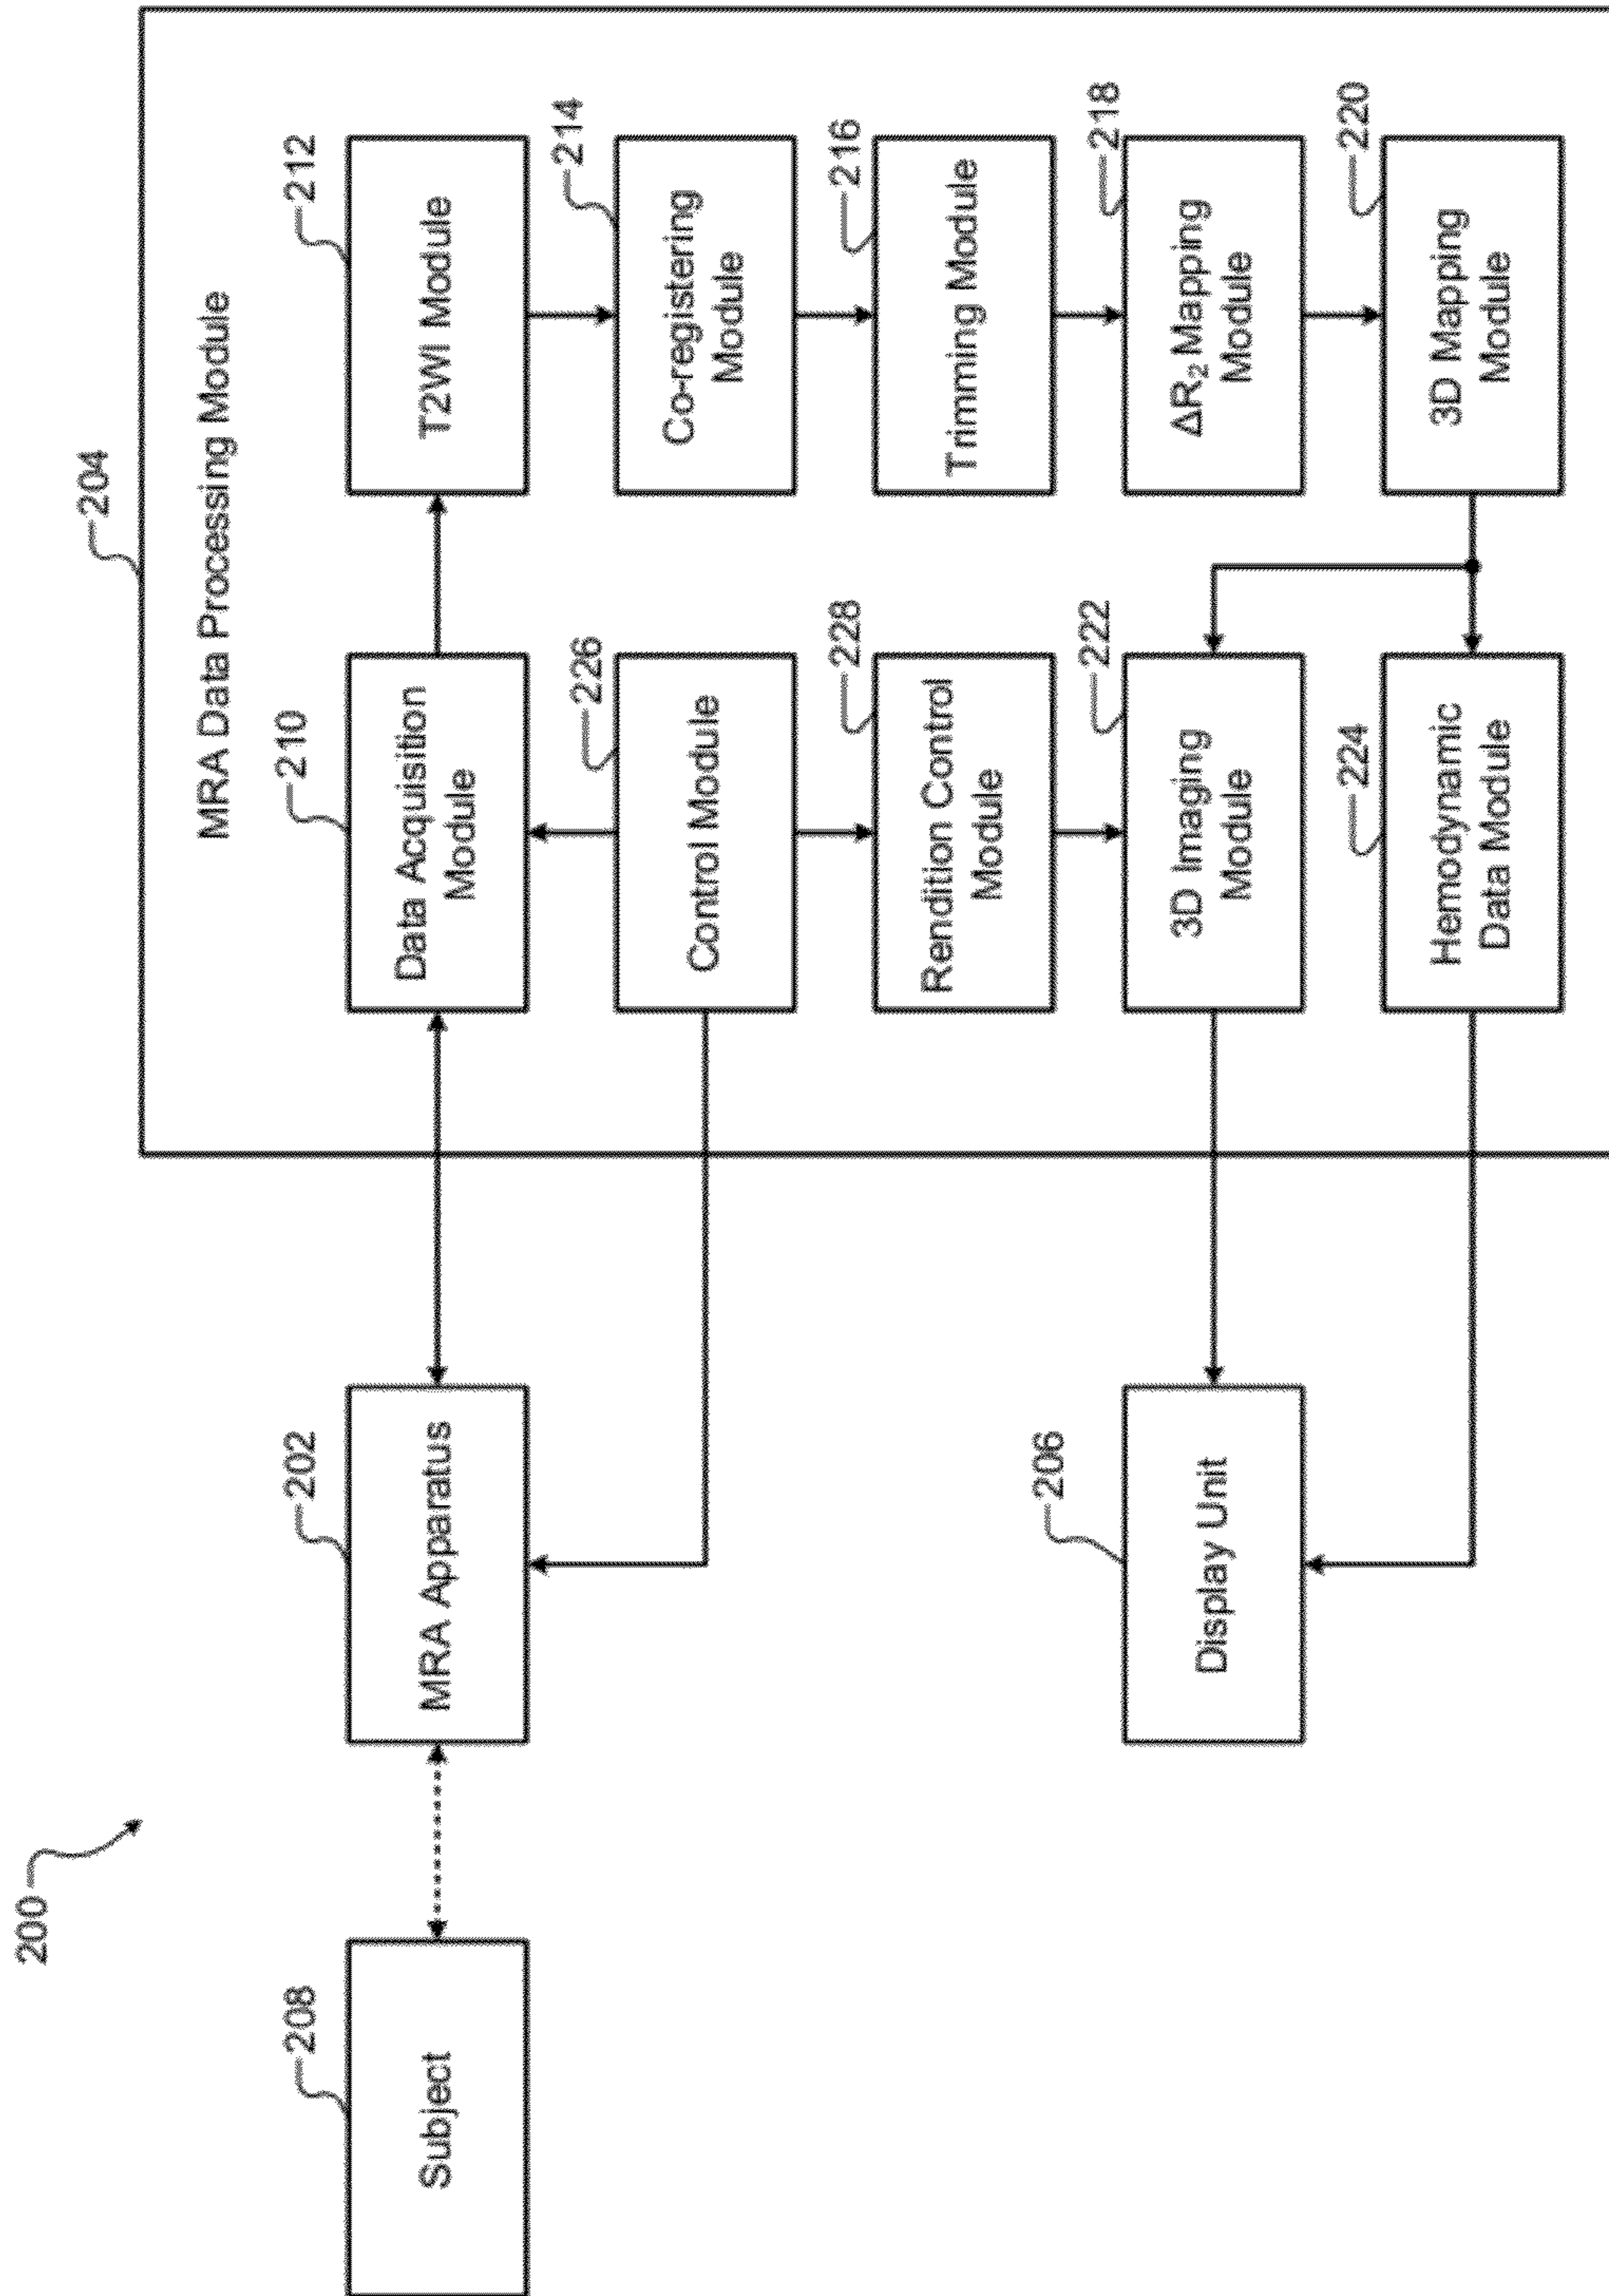 200
204
MRA Data Processing Module
208
Subject
202
MRA Apparatus
210
Data Acquisition
Module
212
T2WI Module
226
Control Module
214
Co-registering
Module
228
Rendition Control
Module
216
Trimming Module
206
Display Unit
222
3D Imaging
Module
218
ΔR₂ Mapping
Module
224
Hemodynamic
Data Module
220
3D Mapping
Module